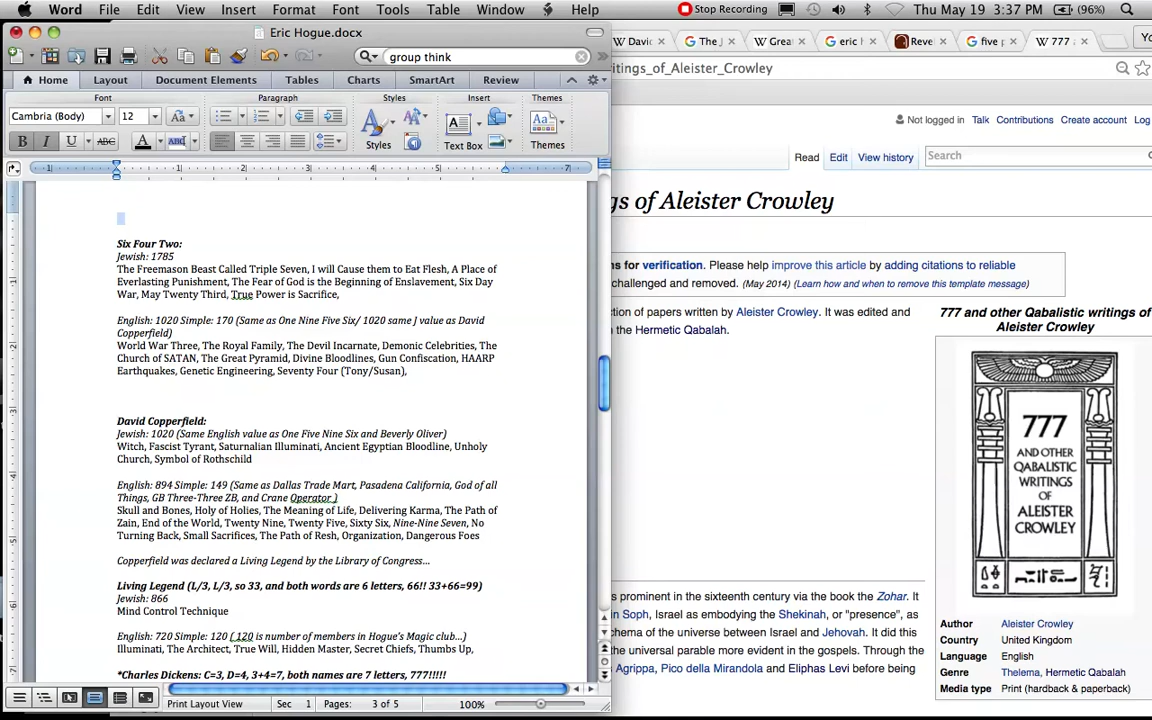 Word File Edit View Insert Format Font Tools Table Window Help Stop Recording Thu May 19 3:37 PM (96%)
Eric Hogue.docx
group think
Home Layout Document Elements Tables Charts SmartArt Review
Font Paragraph Styles Insert Themes
Cambria (Body) 12
B I U ABC
Styles Text Box Themes
Six Four Two:
Jewish: 1785
The Freemason Beast Called Triple Seven, I will Cause them to Eat Flesh, A Place of
Everlasting Punishment, The Fear of God is the Beginning of Enslavement, Six Day
War, May Twenty Third, True Power is Sacrifice,
English: 1020 Simple: 170 (Same as One Nine Five Six/ 1020 same J value as David
Copperfield)
World War Three, The Royal Family, The Devil Incarnate, Demonic Celebrities, The
Church of SATAN, The Great Pyramid, Divine Bloodlines, Gun Confiscation, HAARP
Earthquakes, Genetic Engineering, Seventy Four (Tony/Susan),
David Copperfield:
Jewish: 1020 (Same English value as One Five Nine Six and Beverly Oliver)
Witch, Fascist Tyrant, Saturnalian Illuminati, Ancient Egyptian Bloodline, Unholy
Church, Symbol of Rothschild
English: 894 Simple: 149 (Same as Dallas Trade Mart, Pasadena California, God of all
Things, GB Three-Three ZB, and Crane Operator )
Skull and Bones, Holy of Holies, The Meaning of Life, Delivering Karma, The Path of
Zain, End of the World, Twenty Nine, Twenty Five, Sixty Six, Nine-Nine Seven, No
Turning Back, Small Sacrifices, The Path of Resh, Organization, Dangerous Foes
Copperfield was declared a Living Legend by the Library of Congress...
Living Legend (L/3, L/3, so 33, and both words are 6 letters, 66!! 33+66=99)
Jewish: 866
Mind Control Technique
English: 720 Simple: 120 ( 120 is number of members in Hogue's Magic club...)
Illuminati, The Architect, True Will, Hidden Master, Secret Chiefs, Thumbs Up,
*Charles Dickens: C=3, D=4, 3+4=7, both names are 7 letters, 777!!!!!
Print Layout View Sec 1 Pages: 3 of 5 100%
Davi The J Grea eric h Reve five p 777
itings_of_Aleister_Crowley
Not logged in Talk Contributions Create account Log
Read Edit View history Search
gs of Aleister Crowley
ns for verification. Please help improve this article by adding citations to reliable
challenged and removed. (May 2014) (Learn how and when to remove this template message)
ction of papers written by Aleister Crowley. It was edited and
n the Hermetic Qabalah.
777 and other Qabalistic writings of
Aleister Crowley
777
AND OTHER
QABALISTIC
WRITINGS
OF
ALEISTER
CROWLEY
s prominent in the sixteenth century via the book the Zohar. It
in Soph, Israel as embodying the Shekinah, or "presence", as
chema of the universe between Israel and Jehovah. It did this
parable more evident in the gospels. Through the
Agrippa, Pico della Mirandola and Eliphas Levi before being
Author Aleister Crowley
Country United Kingdom
Language English
Genre Thelema, Hermetic Qabalah
Media type Print (hardback & paperback)